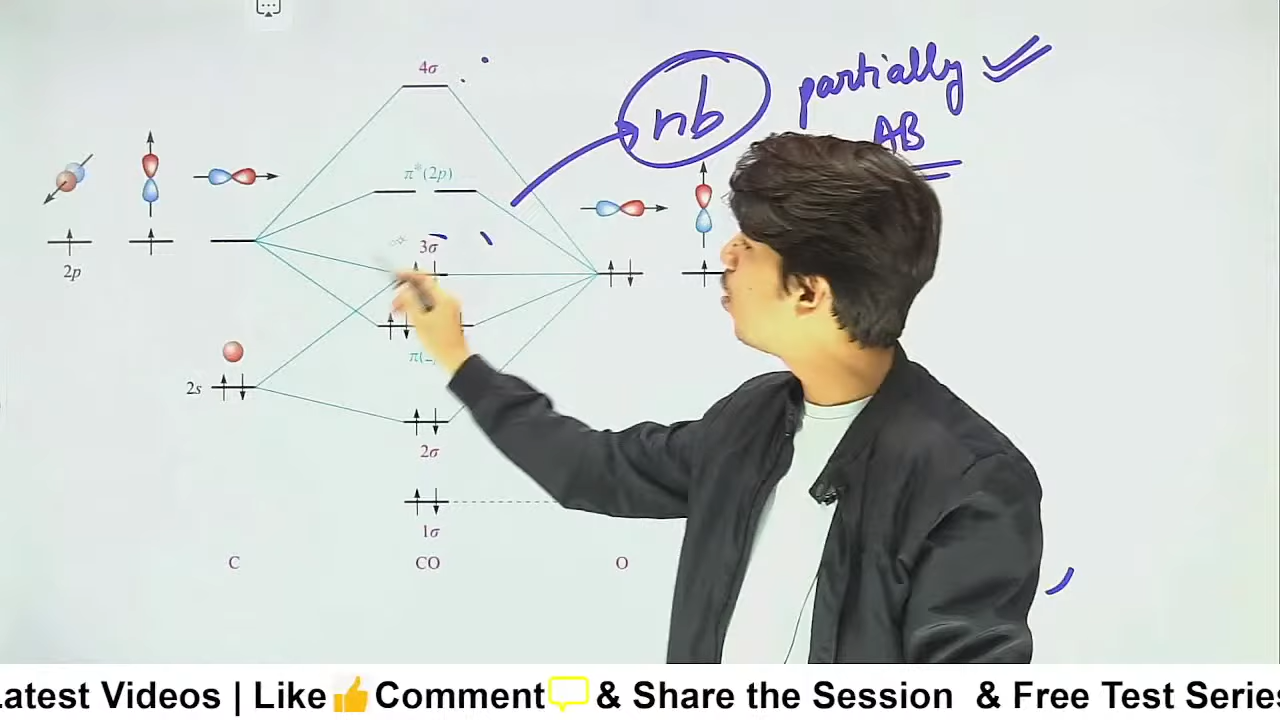 4σ
nb partially
AB
π*(2p)
3σ
2p
2s
2σ
1σ
C CO O
Latest Videos | Like Comment & Share the Session & Free Test Series